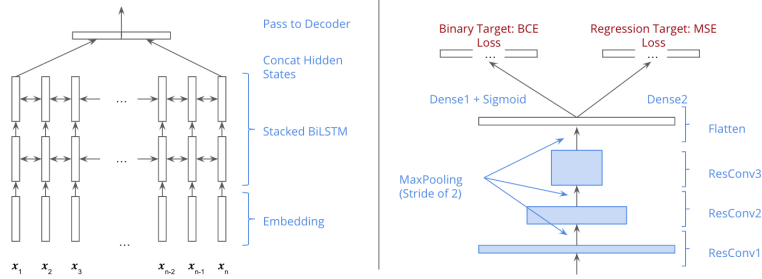 Pass to Decoder
Concat Hidden
States
Stacked BiLSTM
Embedding
...
...
...
x1 x2 x3 xn-2 xn-1 xn
Binary Target: BCE
Loss
...
Regression Target: MSE
Loss
...
Dense1 + Sigmoid
Dense2
Flatten
MaxPooling
(Stride of 2)
ResConv3
ResConv2
ResConv1